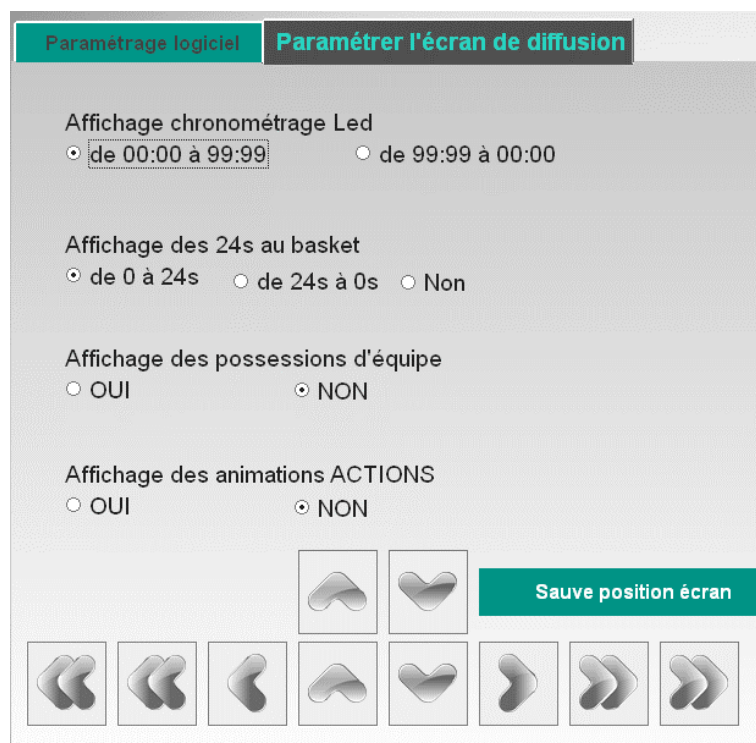 Paramétrage logiciel
Paramétrer l'écran de diffusion
Affichage chronométrage Led
de 00:00 à 99:99 de 99:99 à 00:00
Affichage des 24s au basket
de 0 à 24s de 24s à 0s Non
Affichage des possessions d'équipe
OUI NON
Affichage des animations ACTIONS
OUI NON
Sauve position écran